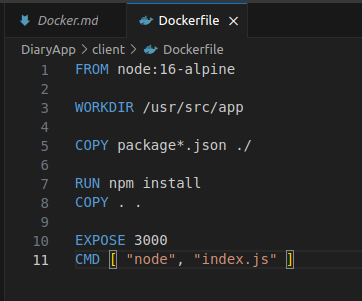 Docker.md
Dockerfile
DiaryApp > client > Dockerfile
1 FROM node:16-alpine
2
3 WORKDIR /usr/src/app
4
5 COPY package*.json ./
6
7 RUN npm install
8 COPY . .
9
10 EXPOSE 3000
11 CMD [ "node", "index.js" ]